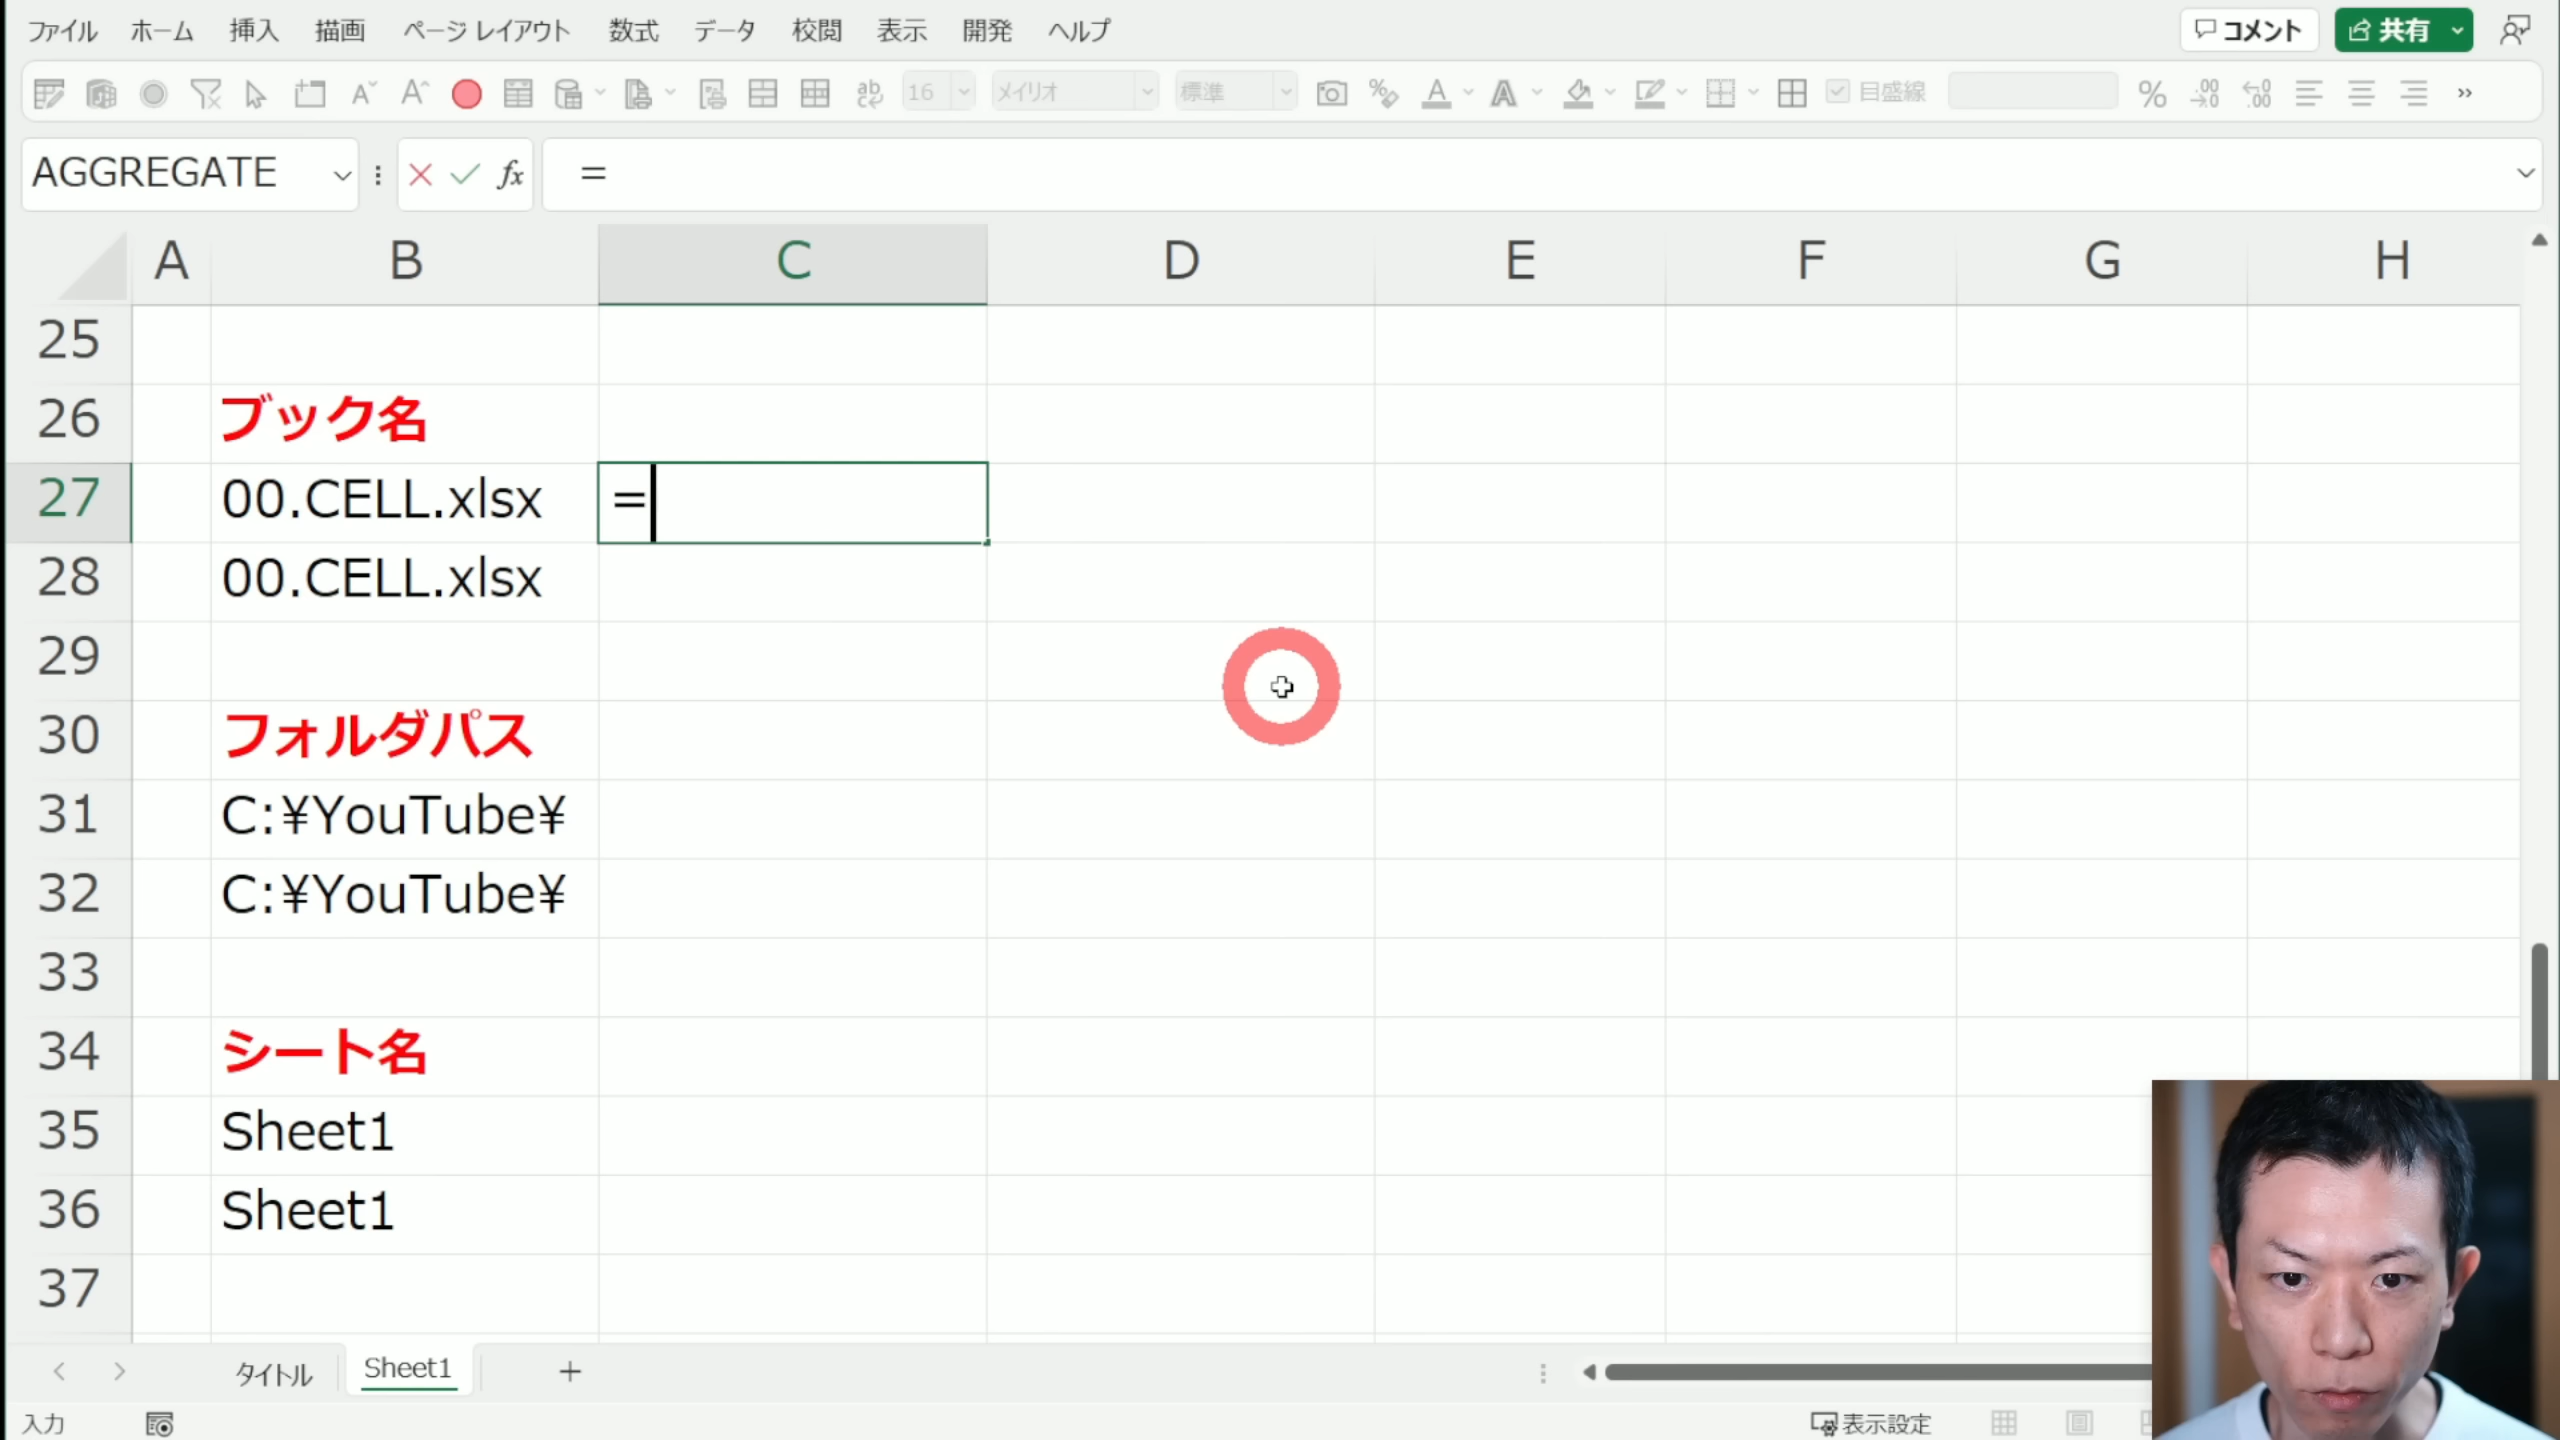 ファイル ホーム 挿入 描画 ページ レイアウト 数式 データ 校閲 表示 開発 ヘルプ コメント 共有
16 メイリオ 標準 目盛線
AGGREGATE fx =
A B C D E F G H
25
26 ブック名
27 00.CELL.xlsx =
28 00.CELL.xlsx
29
30 フォルダパス
31 C:¥YouTube¥
32 C:¥YouTube¥
33
34 シート名
35 Sheet1
36 Sheet1
37
タイトル Sheet1
入力 表示設定